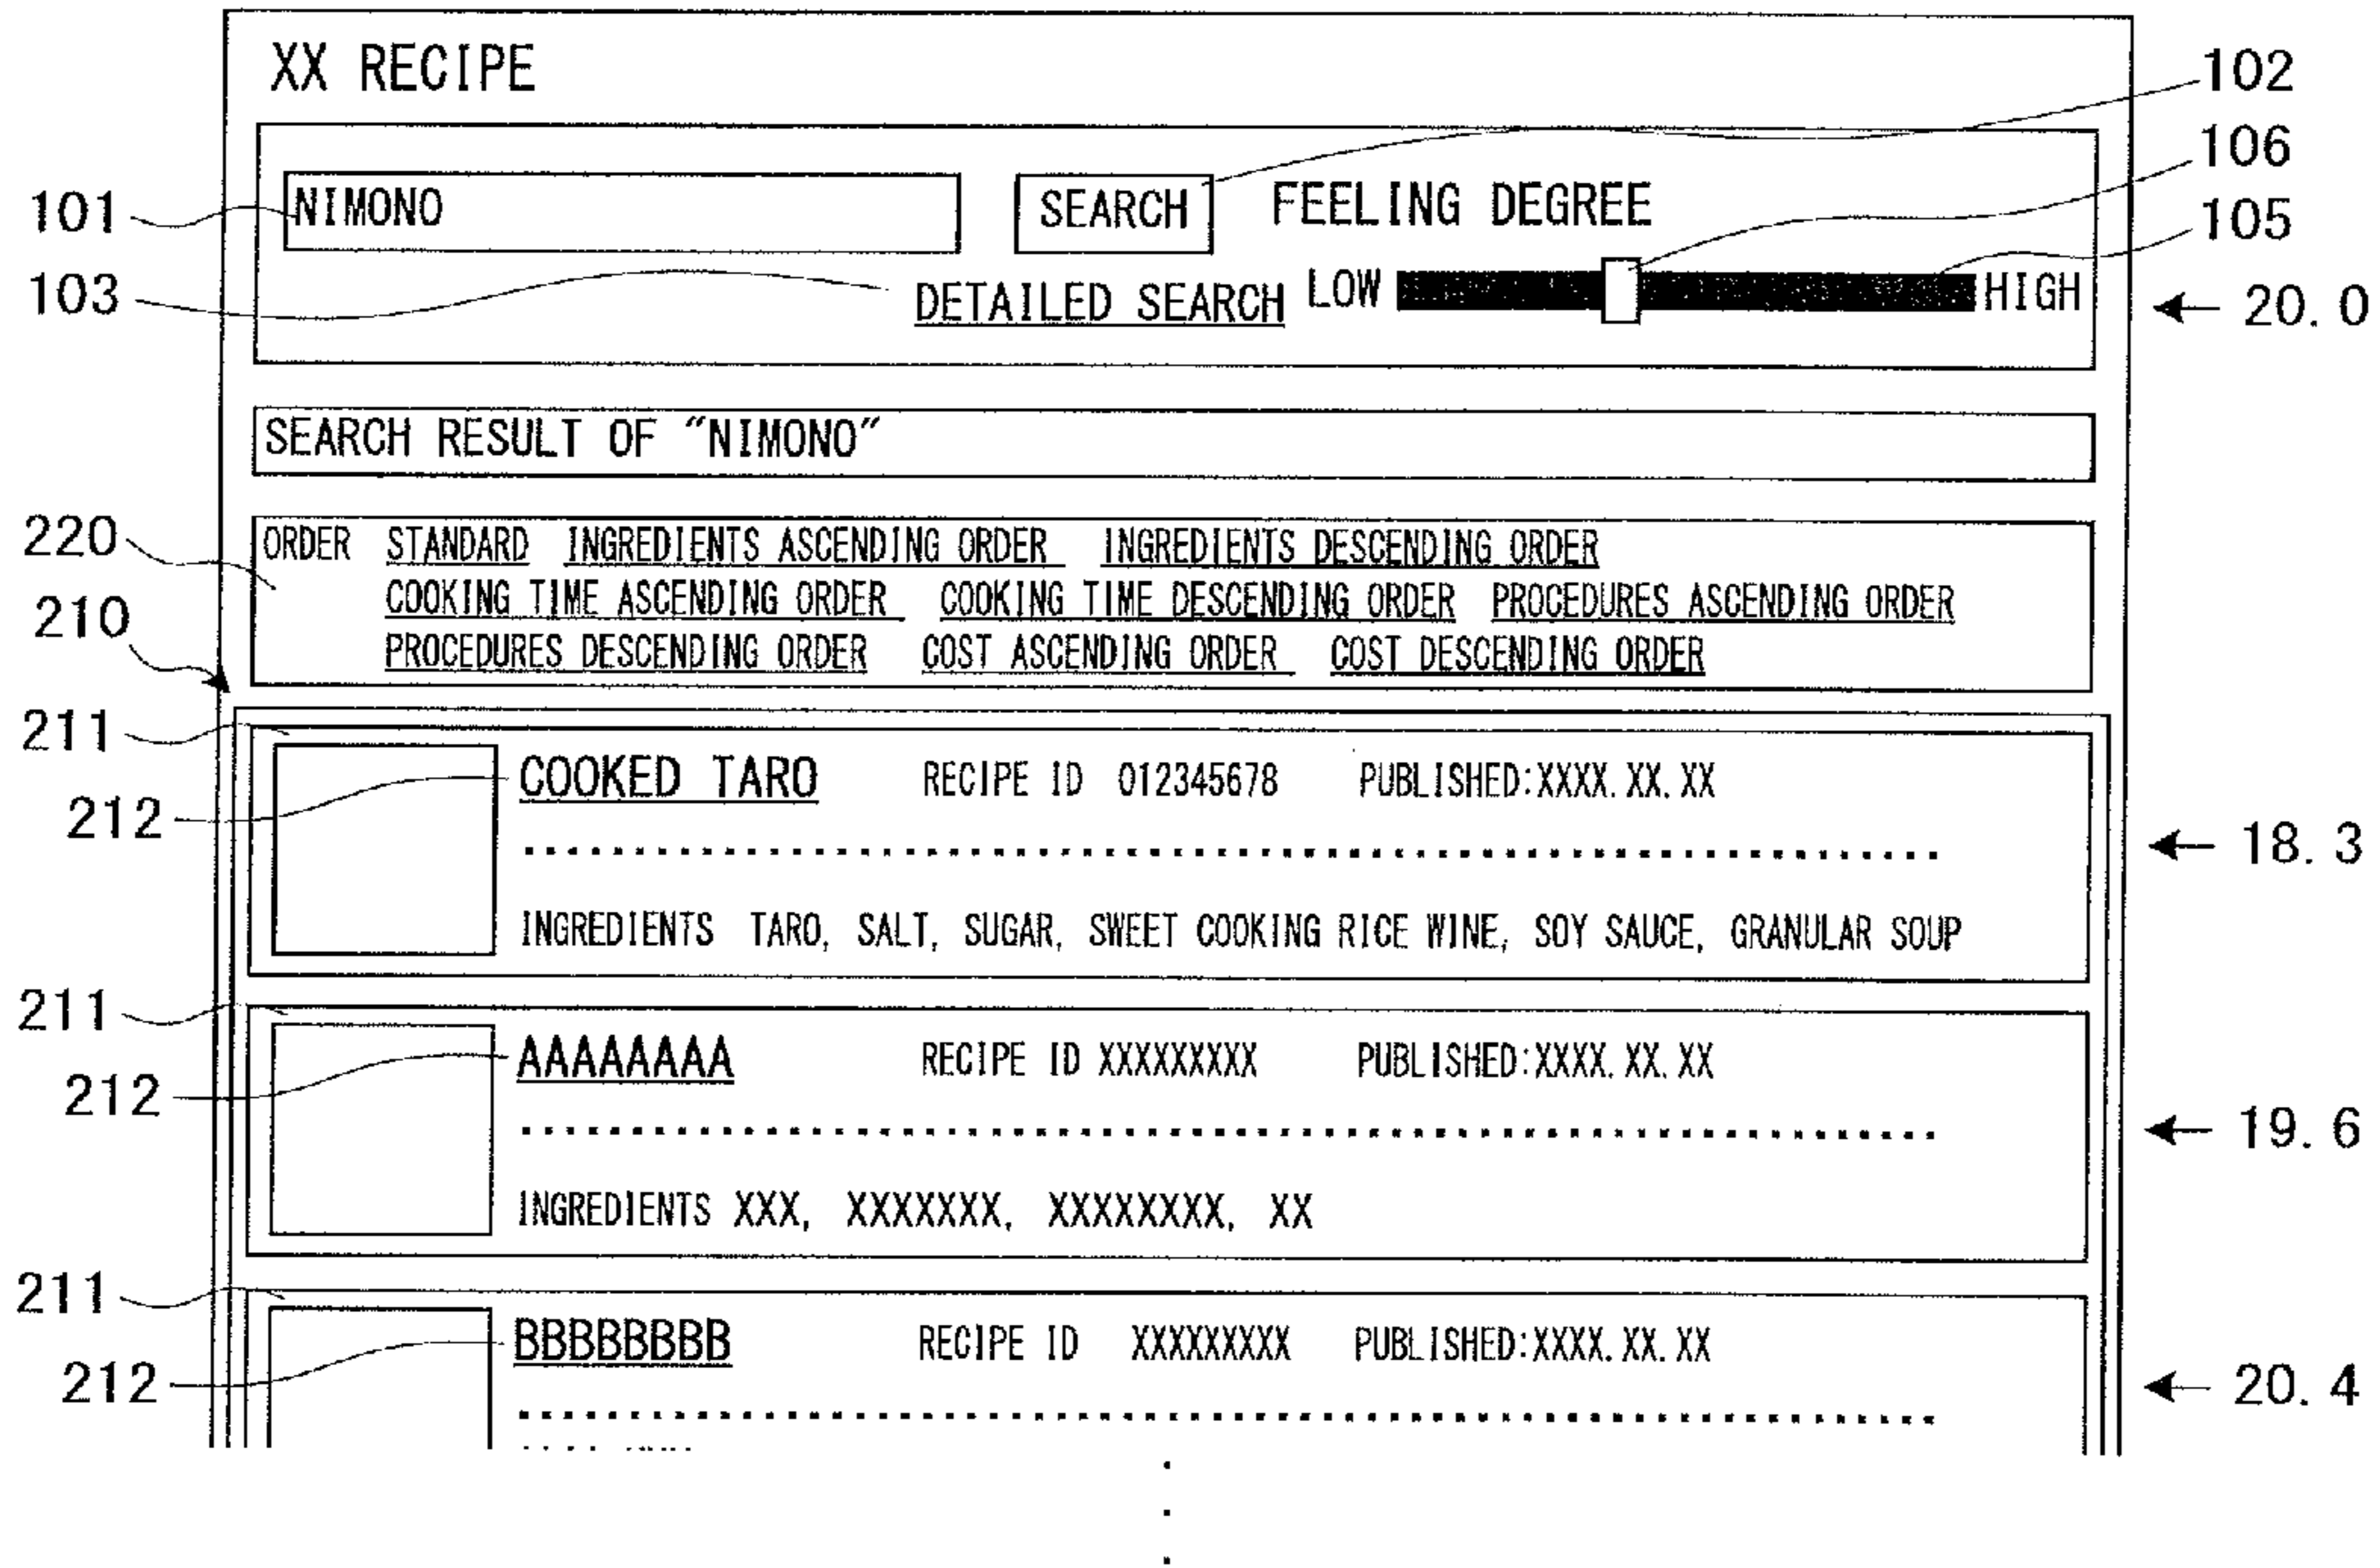 XX RECIPE
102
106
101 NIMONO SEARCH FEELING DEGREE
105
103 DETAILED SEARCH LOW HIGH 20.0
SEARCH RESULT OF "NIMONO"
220 ORDER STANDARD INGREDIENTS ASCENDING ORDER INGREDIENTS DESCENDING ORDER
COOKING TIME ASCENDING ORDER COOKING TIME DESCENDING ORDER PROCEDURES ASCENDING ORDER
210 PROCEDURES DESCENDING ORDER COST ASCENDING ORDER COST DESCENDING ORDER
211
COOKED TARO RECIPE ID 012345678 PUBLISHED:XXXX.XX.XX
212
18.3
INGREDIENTS TARO, SALT, SUGAR, SWEET COOKING RICE WINE, SOY SAUCE, GRANULAR SOUP
211
AAAAAAAA RECIPE ID XXXXXXXXX PUBLISHED:XXXX.XX.XX
212
19.6
INGREDIENTS XXX, XXXXXXX, XXXXXXXX, XX
211
BBBBBBBB RECIPE ID XXXXXXXXX PUBLISHED:XXXX.XX.XX
212
20.4